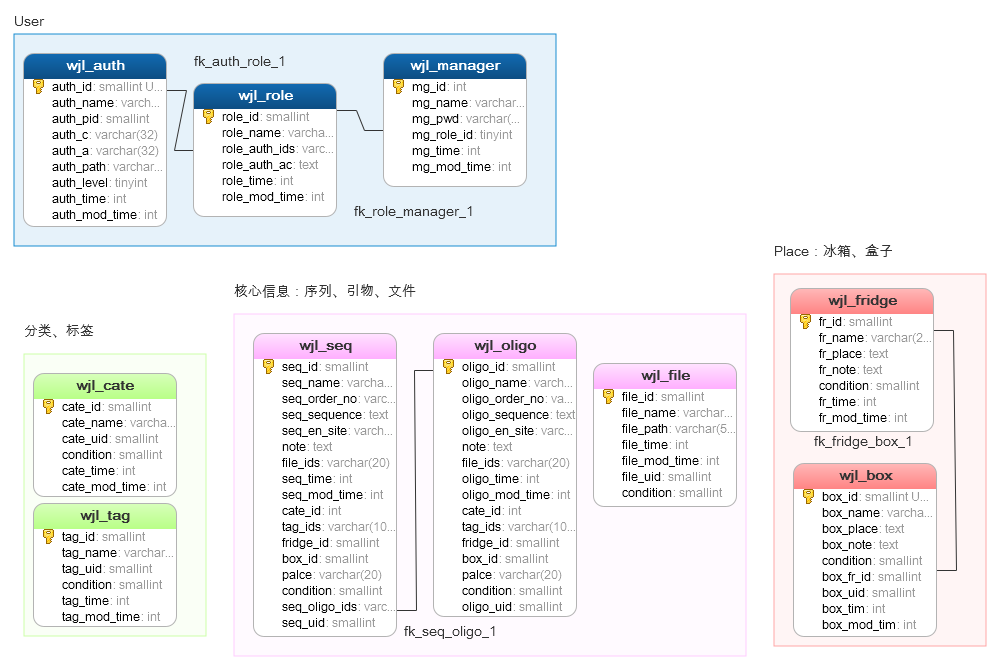 User
wjl_auth
auth_id: smallint U...
auth_name: varch...
auth_pid: smallint
auth_c: varchar(32)
auth_a: varchar(32)
auth_path: varchar...
auth_level: tinyint
auth_time: int
auth_mod_time: int
fk_auth_role_1
wjl_role
role_id: smallint
role_name: varcha...
role_auth_ids: varc...
role_auth_ac: text
role_time: int
role_mod_time: int
wjl_manager
mg_id: int
mg_name: varchar...
mg_pwd: varchar(...
mg_role_id: tinyint
mg_time: int
mg_mod_time: int
fk_role_manager_1
分类、标签
wjl_cate
cate_id: smallint
cate_name: varcha...
cate_uid: smallint
condition: smallint
cate_time: int
cate_mod_time: int
wjl_tag
tag_id: smallint
tag_name: varchar...
tag_uid: smallint
condition: smallint
tag_time: int
tag_mod_time: int
核心信息：序列、引物、文件
wjl_seq
seq_id: smallint
seq_name: varcha...
seq_order_no: varc...
seq_sequence: text
seq_en_site: varch...
note: text
file_ids: varchar(20)
seq_time: int
seq_mod_time: int
cate_id: int
tag_ids: varchar(10...
fridge_id: smallint
box_id: smallint
palce: varchar(20)
condition: smallint
seq_oligo_ids: varc...
seq_uid: smallint
wjl_oligo
oligo_id: smallint
oligo_name: varch...
oligo_order_no: va...
oligo_sequence: text
oligo_en_site: varc...
note: text
file_ids: varchar(20)
oligo_time: int
oligo_mod_time: int
cate_id: int
tag_ids: varchar(10...
fridge_id: smallint
box_id: smallint
palce: varchar(20)
condition: smallint
oligo_uid: smallint
fk_seq_oligo_1
wjl_file
file_id: smallint
file_name: varchar...
file_path: varchar(5...
file_time: int
file_mod_time: int
file_uid: smallint
condition: smallint
Place：冰箱、盒子
wjl_fridge
fr_id: smallint
fr_name: varchar(2...
fr_place: text
fr_note: text
condition: smallint
fr_time: int
fr_mod_time: int
fk_fridge_box_1
wjl_box
box_id: smallint U...
box_name: varcha...
box_place: text
box_note: text
condition: smallint
box_fr_id: smallint
box_uid: smallint
box_tim: int
box_mod_tim: int